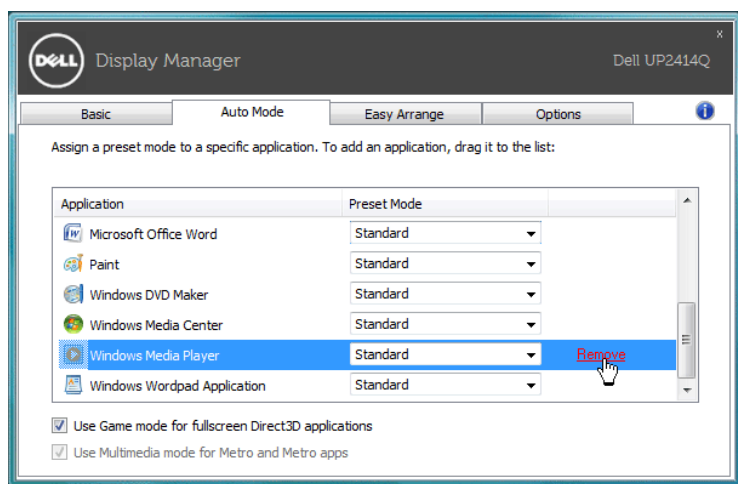 x
DELL Display Manager Dell UP2414Q
Basic Auto Mode Easy Arrange Options i
Assign a preset mode to a specific application. To add an application, drag it to the list:
Application Preset Mode
Microsoft Office Word Standard
Paint Standard
Windows DVD Maker Standard
Windows Media Center Standard
Windows Media Player Standard Remove
Windows Wordpad Application Standard
Use Game mode for fullscreen Direct3D applications
Use Multimedia mode for Metro and Metro apps